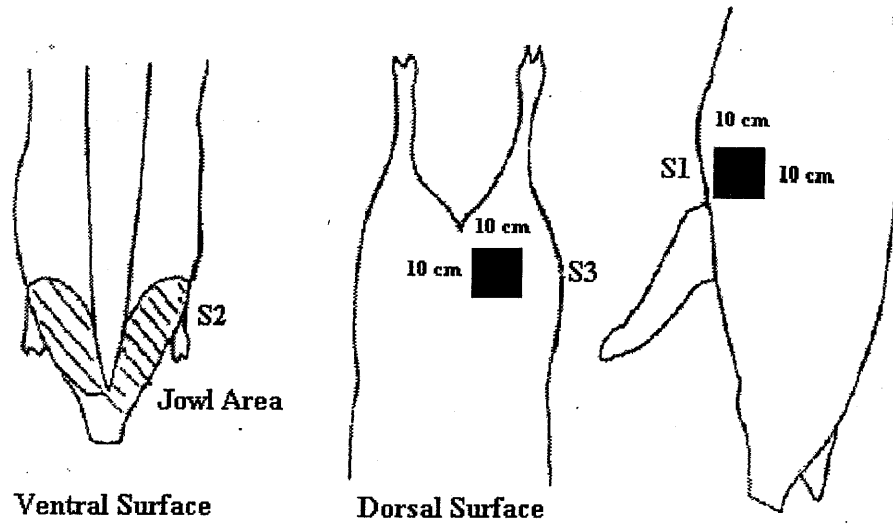 10 cm
S1
10 cm
10 cm
10 cm
S3
S2
Jowl Area
Ventral Surface
Dorsal Surface